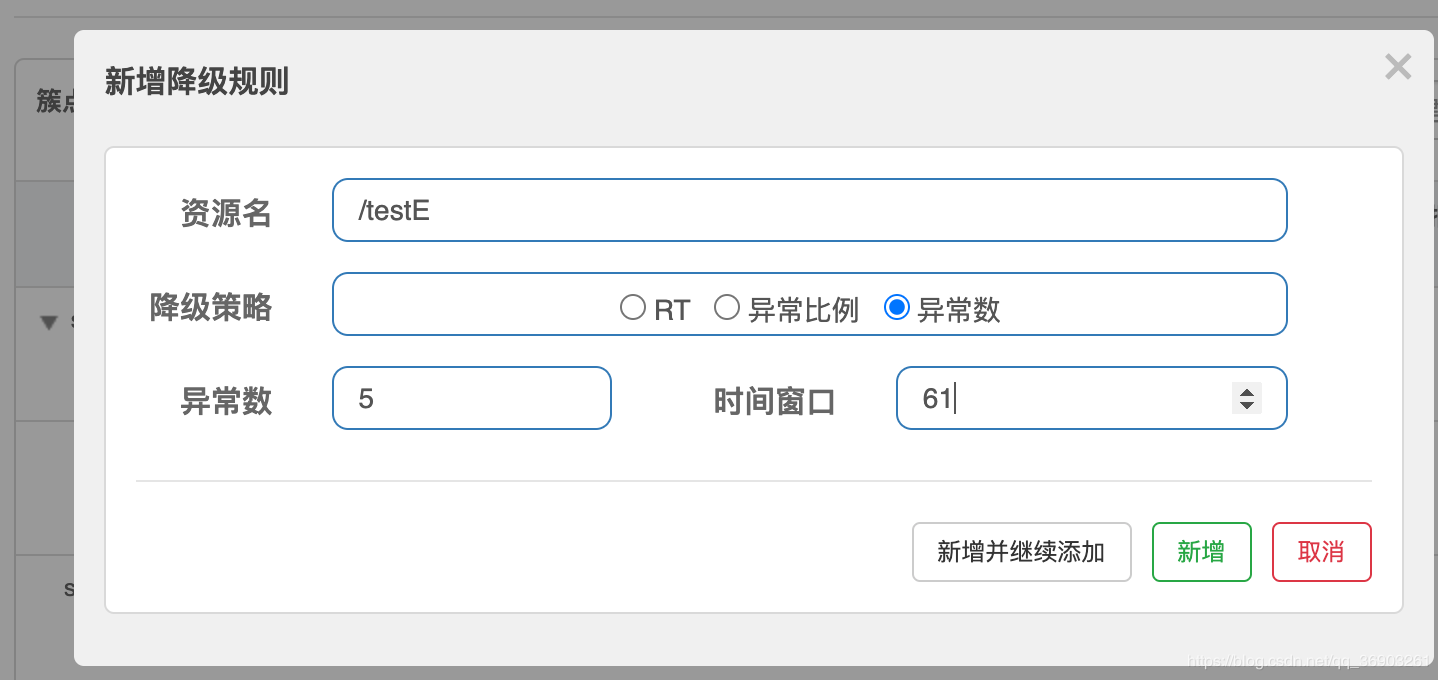 新增降级规则
×
簇点
资源名 /testE
降级策略 RT 异常比例 异常数
异常数 5 时间窗口 61
新增并继续添加 新增 取消
s
https://blog.csdn.net/qq_36903261